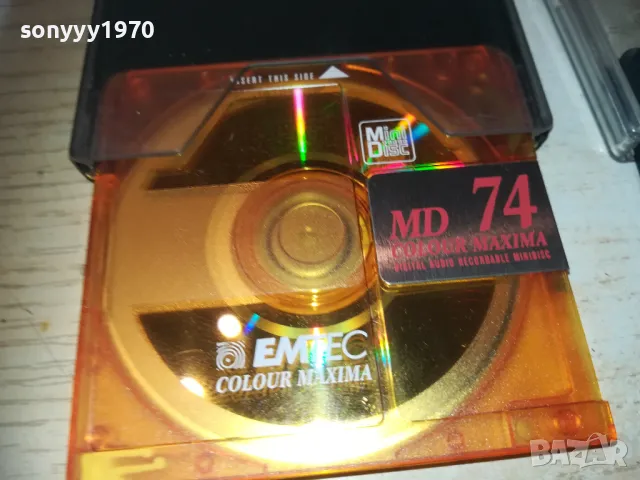 sonyyy1970
INSERT THIS SIDE
Mini
Disc
MD 74
COLOUR MAXIMA
DIGITAL AUDIO RECORDABLE MINIDISC
EMTEC
COLOUR MAXIMA
BAZAR